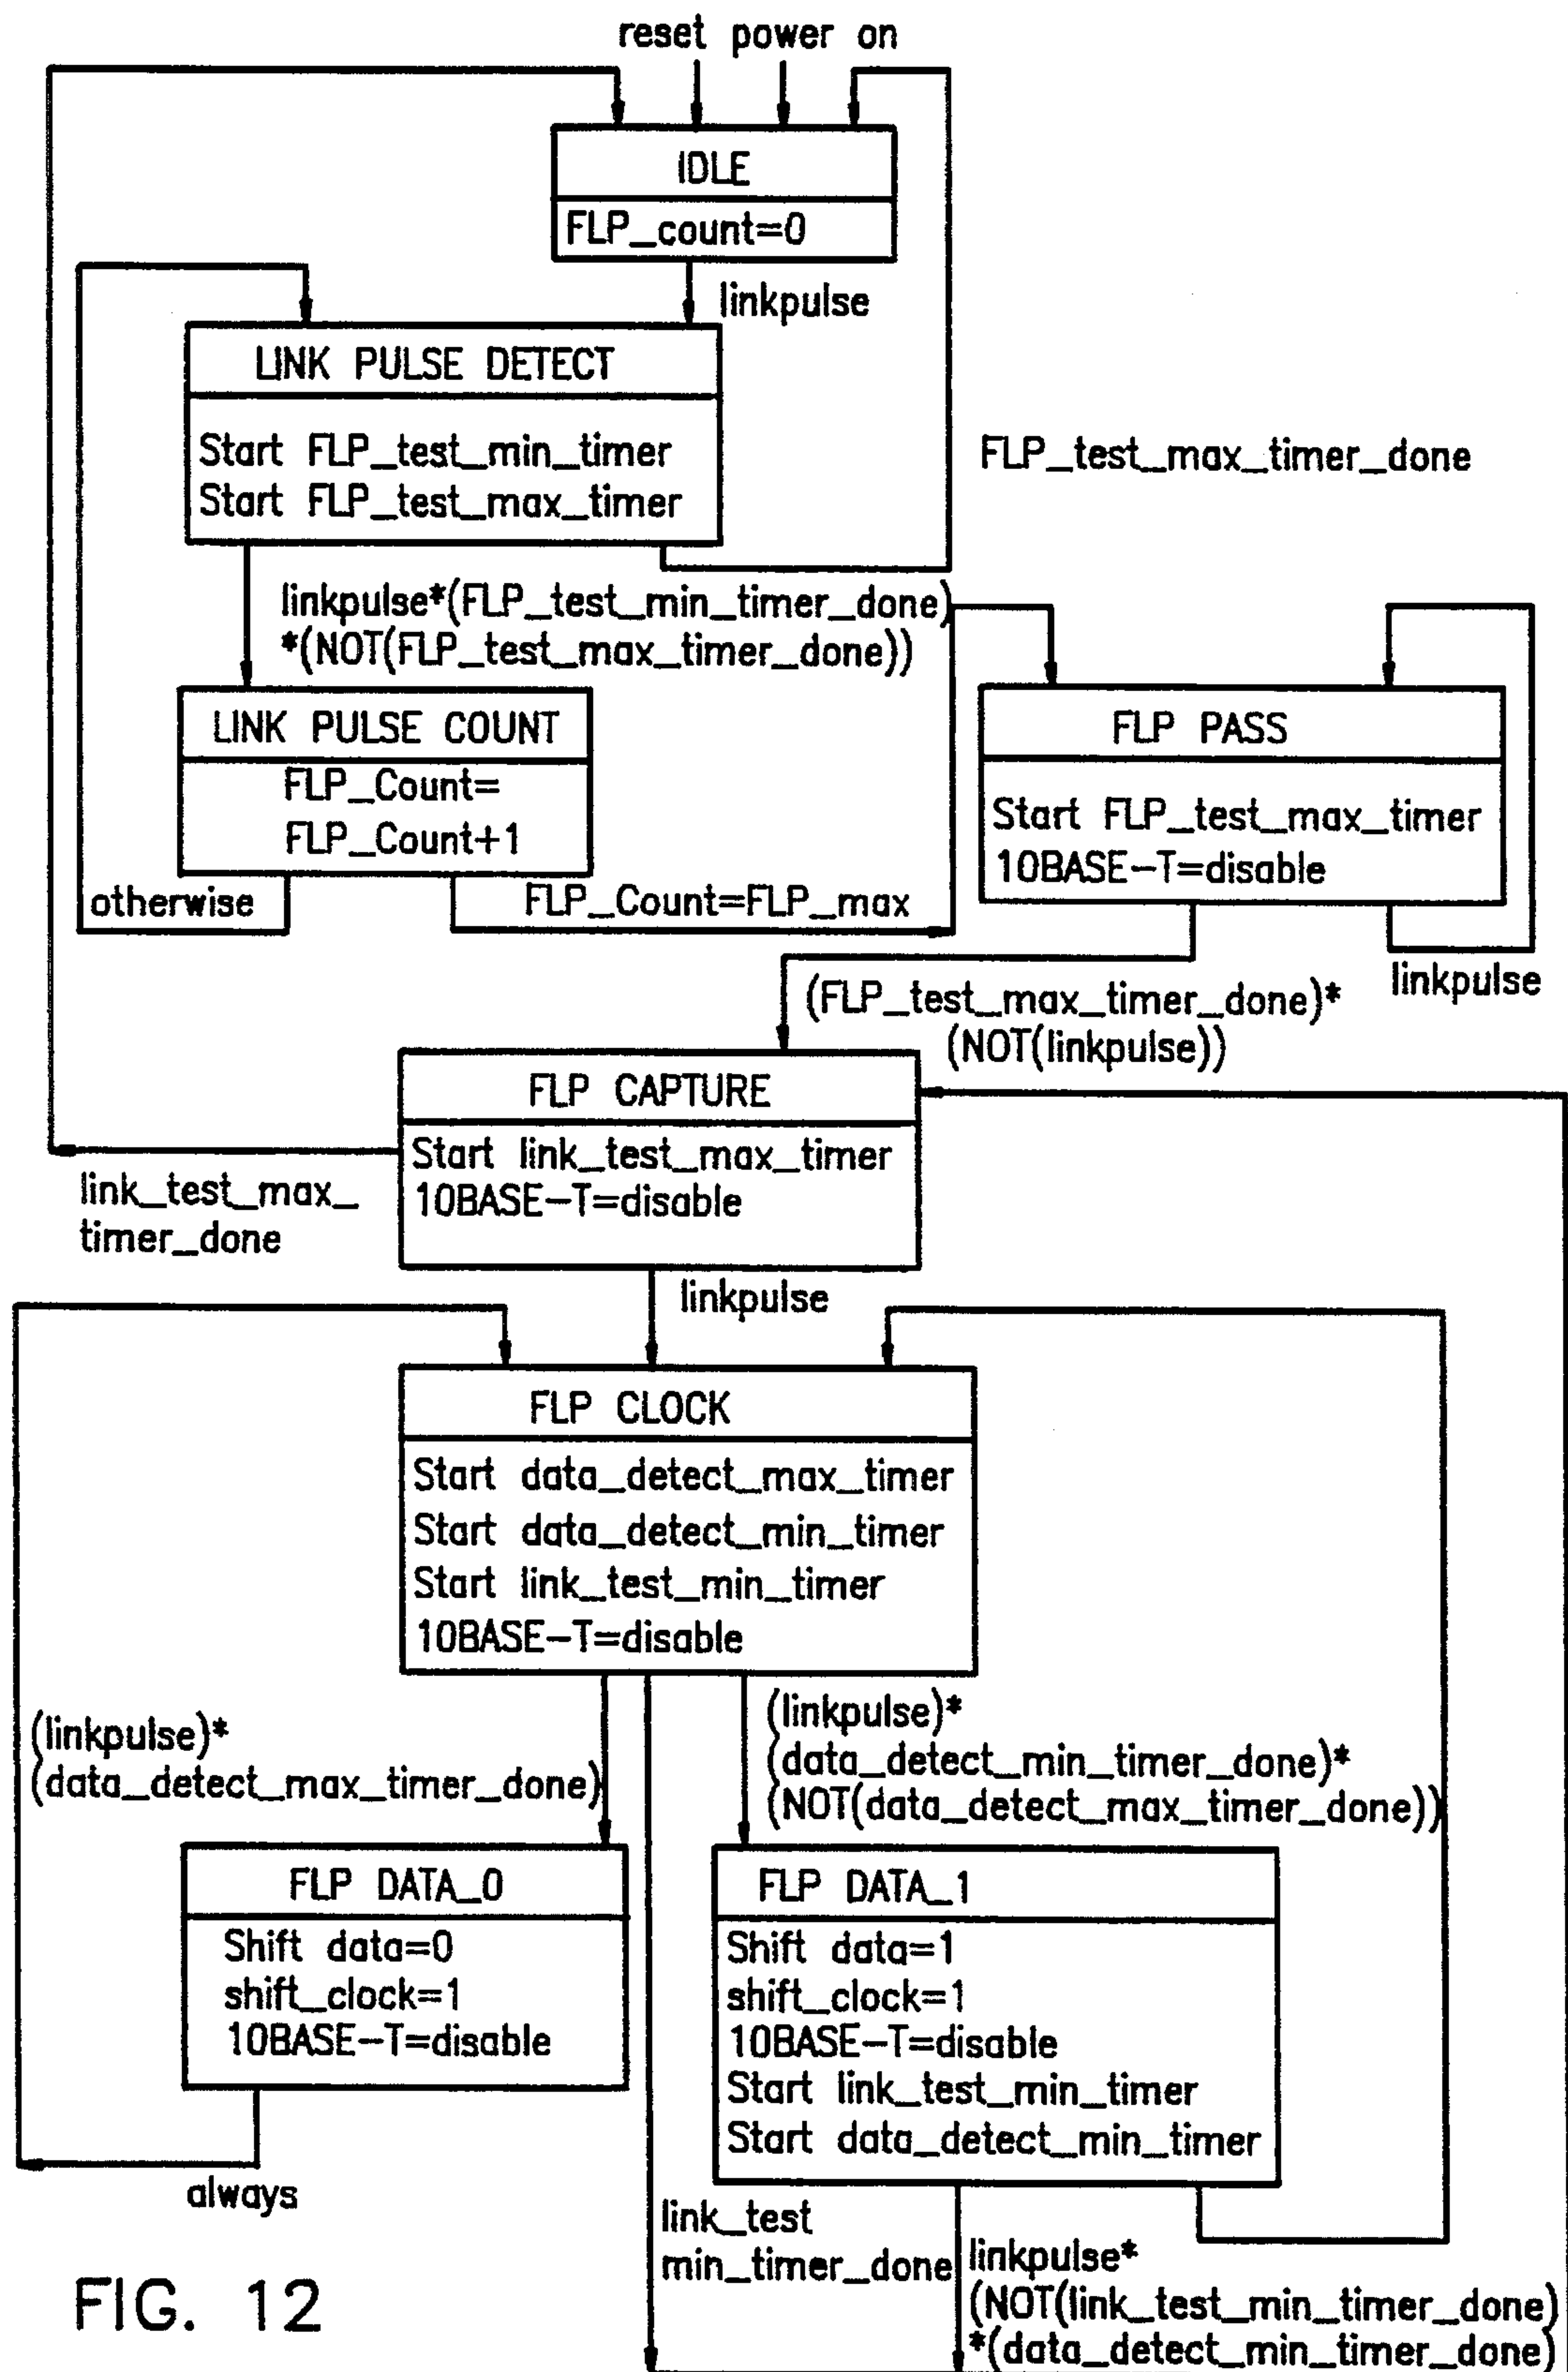 reset power on
IDLE
FLP_count=0
linkpulse
LINK PULSE DETECT
Start FLP_test_min_timer
Start FLP_test_max_timer
FLP_test_max_timer_done
linkpulse*(FLP_test_min_timer_done)
*(NOT(FLP_test_max_timer_done))
LINK PULSE COUNT
FLP_Count=
FLP_Count+1
otherwise
FLP_Count=FLP_max
FLP PASS
Start FLP_test_max_timer
10BASE-T=disable
linkpulse
(FLP_test_max_timer_done)*
(NOT(linkpulse))
FLP CAPTURE
Start link_test_max_timer
10BASE-T=disable
link_test_max_
timer_done
linkpulse
FLP CLOCK
Start data_detect_max_timer
Start data_detect_min_timer
Start link_test_min_timer
10BASE-T=disable
(linkpulse)*
(data_detect_max_timer_done)
(linkpulse)*
(data_detect_min_timer_done)*
(NOT(data_detect_max_timer_done))
FLP DATA_0
Shift data=0
shift_clock=1
10BASE-T=disable
always
FLP DATA_1
Shift data=1
shift_clock=1
10BASE-T=disable
Start link_test_min_timer
Start data_detect_min_timer
link_test
min_timer_done
linkpulse*
(NOT(link_test_min_timer_done)
*(data_detect_min_timer_done)
FIG. 12